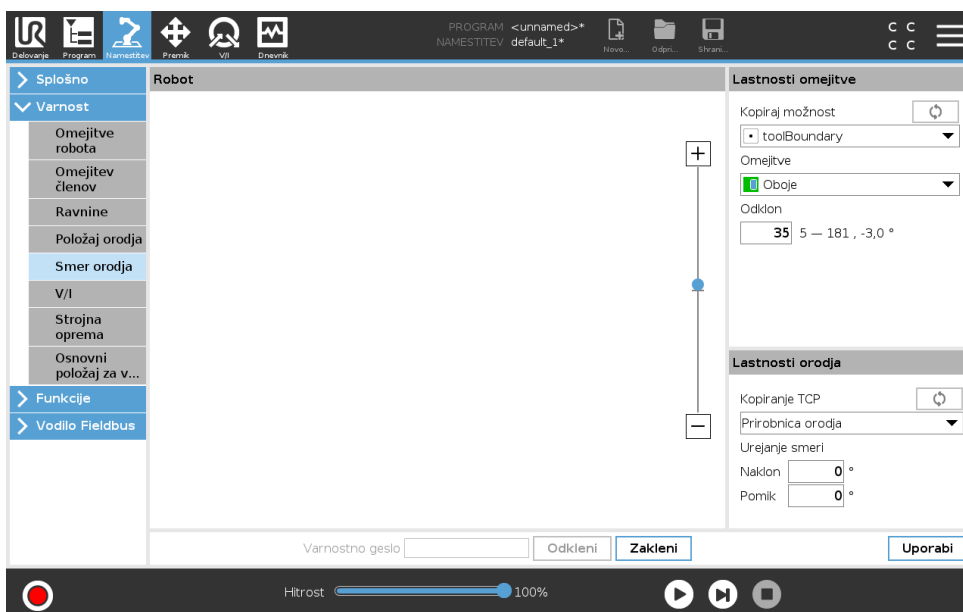 PROGRAM <unnamed>*
NAMESTITEV default_1*
Delovanje
Program
Namestitev
Premik
V/I
Dnevnik
Novo...
Odpri...
Shrani...
C C
C C
Splošno
Varnost
Omejitve
robota
Omejitev
členov
Ravnine
Položaj orodja
Smer orodja
V/I
Strojna
oprema
Osnovni
položaj za v...
Funkcije
Vodilo Fieldbus
Robot
Lastnosti omejitve
Kopiraj možnost
toolBoundary
Omejitve
Oboje
Odklon
35 5 — 181 , -3,0 °
Lastnosti orodja
Kopiranje TCP
Prirobnica orodja
Urejanje smeri
Naklon 0 °
Pomik 0 °
Varnostno geslo
Odkleni
Zakleni
Uporabi
Hitrost 100%